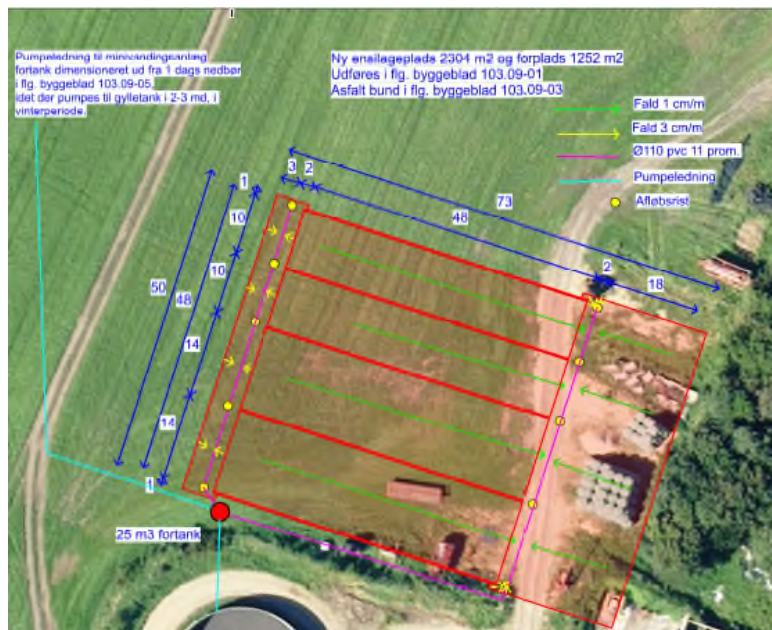 Pumpeledning til minivandingsanlæg
fortank dimensioneret ud fra 1 dags nedbør
i flg. byggeblad 103.09-05,
idet der pumpes til gylletank i 2-3 md, i
vinterperiode.
Ny ensilageplads 2304 m2 og forplads 1252 m2
Udføres i flg. byggeblad 103.09-01
Asfalt bund i flg. byggeblad 103.09-03
Fald 1 cm/m
Fald 3 cm/m
Ø110 pvc 11 prom.
Pumpeledning
Afløbsrist
3
2
1
73
48
10
2
18
10
50
48
14
14
1
25 m3 fortank